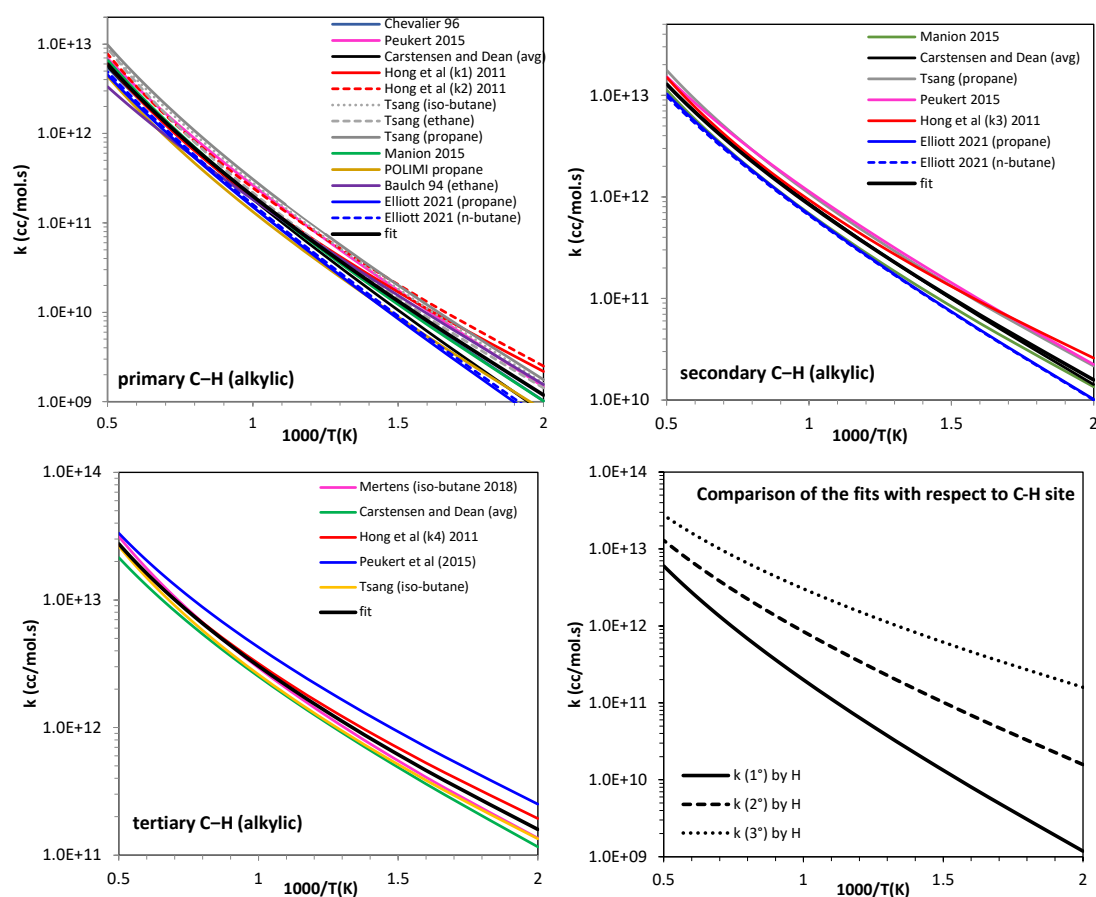 k (cc/mol.s)
1.0E+13
1.0E+12
1.0E+11
1.0E+10
1.0E+09
Chevalier 96
Peukert 2015
Carstensen and Dean (avg)
Hong et al (k1) 2011
Hong et al (k2) 2011
Tsang (iso-butane)
Tsang (ethane)
Tsang (propane)
Manion 2015
POLIMI propane
Baulch 94 (ethane)
Elliott 2021 (propane)
Elliott 2021 (n-butane)
fit
primary C–H (alkylic)
0.5 1 1.5 2
1000/T(K)
k (cc/mol.s)
1.0E+13
1.0E+12
1.0E+11
1.0E+10
Manion 2015
Carstensen and Dean (avg)
Tsang (propane)
Peukert 2015
Hong et al (k3) 2011
Elliott 2021 (propane)
Elliott 2021 (n-butane)
fit
secondary C–H (alkylic)
0.5 1 1.5 2
1000/T(K)
k (cc/mol.s)
1.0E+14
1.0E+13
1.0E+12
1.0E+11
Mertens (iso-butane 2018)
Carstensen and Dean (avg)
Hong et al (k4) 2011
Peukert et al (2015)
Tsang (iso-butane)
fit
tertiary C–H (alkylic)
0.5 1 1.5 2
1000/T(K)
k (cc/mol.s)
1.0E+14
1.0E+13
1.0E+12
1.0E+11
1.0E+10
1.0E+09
Comparison of the fits with respect to C-H site
k (1°) by H
k (2°) by H
k (3°) by H
0.5 1 1.5 2
1000/T(K)